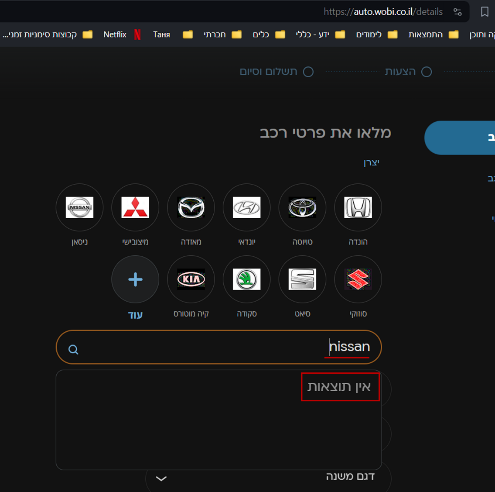 https://auto.wobi.co.il/details
קה ותוכן התמצאות לימודים ידע - כללי כלים חברתי Таня Netflix קבוצות סימניות זמני...
הצעות תשלום וסיום
מלאו את פרטי רכב
יצרן
הונדה טויוטה יונדאי מאזדה מיצובישי ניסאן
סוזוקי סיאט סקודה קיה מוטורס עוד
nissan
אין תוצאות
דגם משנה